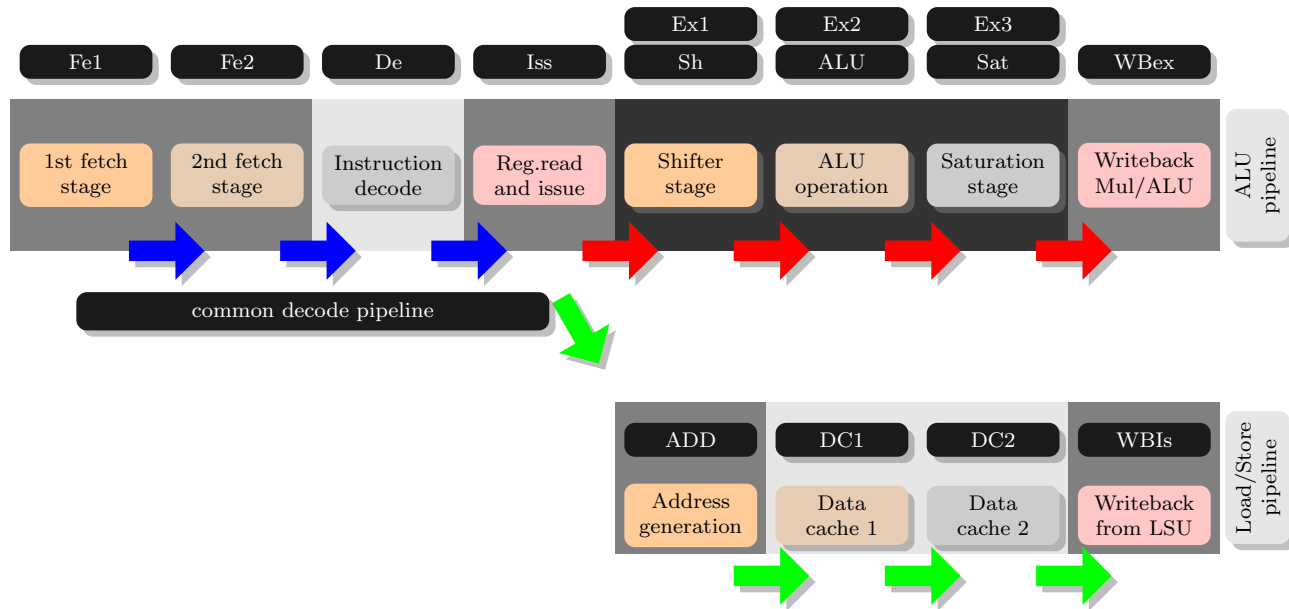 Ex1
Ex2
Ex3
Fe1
Fe2
De
Iss
Sh
ALU
Sat
WBex
1st fetch
stage
2nd fetch
stage
Instruction
decode
Reg.read
and issue
Shifter
stage
ALU
operation
Saturation
stage
Writeback
Mul/ALU
ALU
pipeline
common decode pipeline
ADD
DC1
DC2
WBIs
Address
generation
Data
cache 1
Data
cache 2
Writeback
from LSU
Load/Store
pipeline